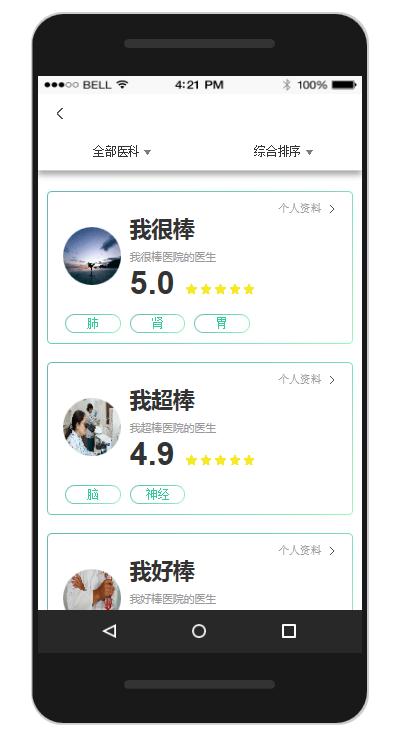 BELL 4:21 PM 100%
全部医科 综合排序
个人资料
我很棒
我很棒医院的医生
5.0
肺 肾 胃
个人资料
我超棒
我超棒医院的医生
4.9
脑 神经
个人资料
我好棒
我好棒医院的医生